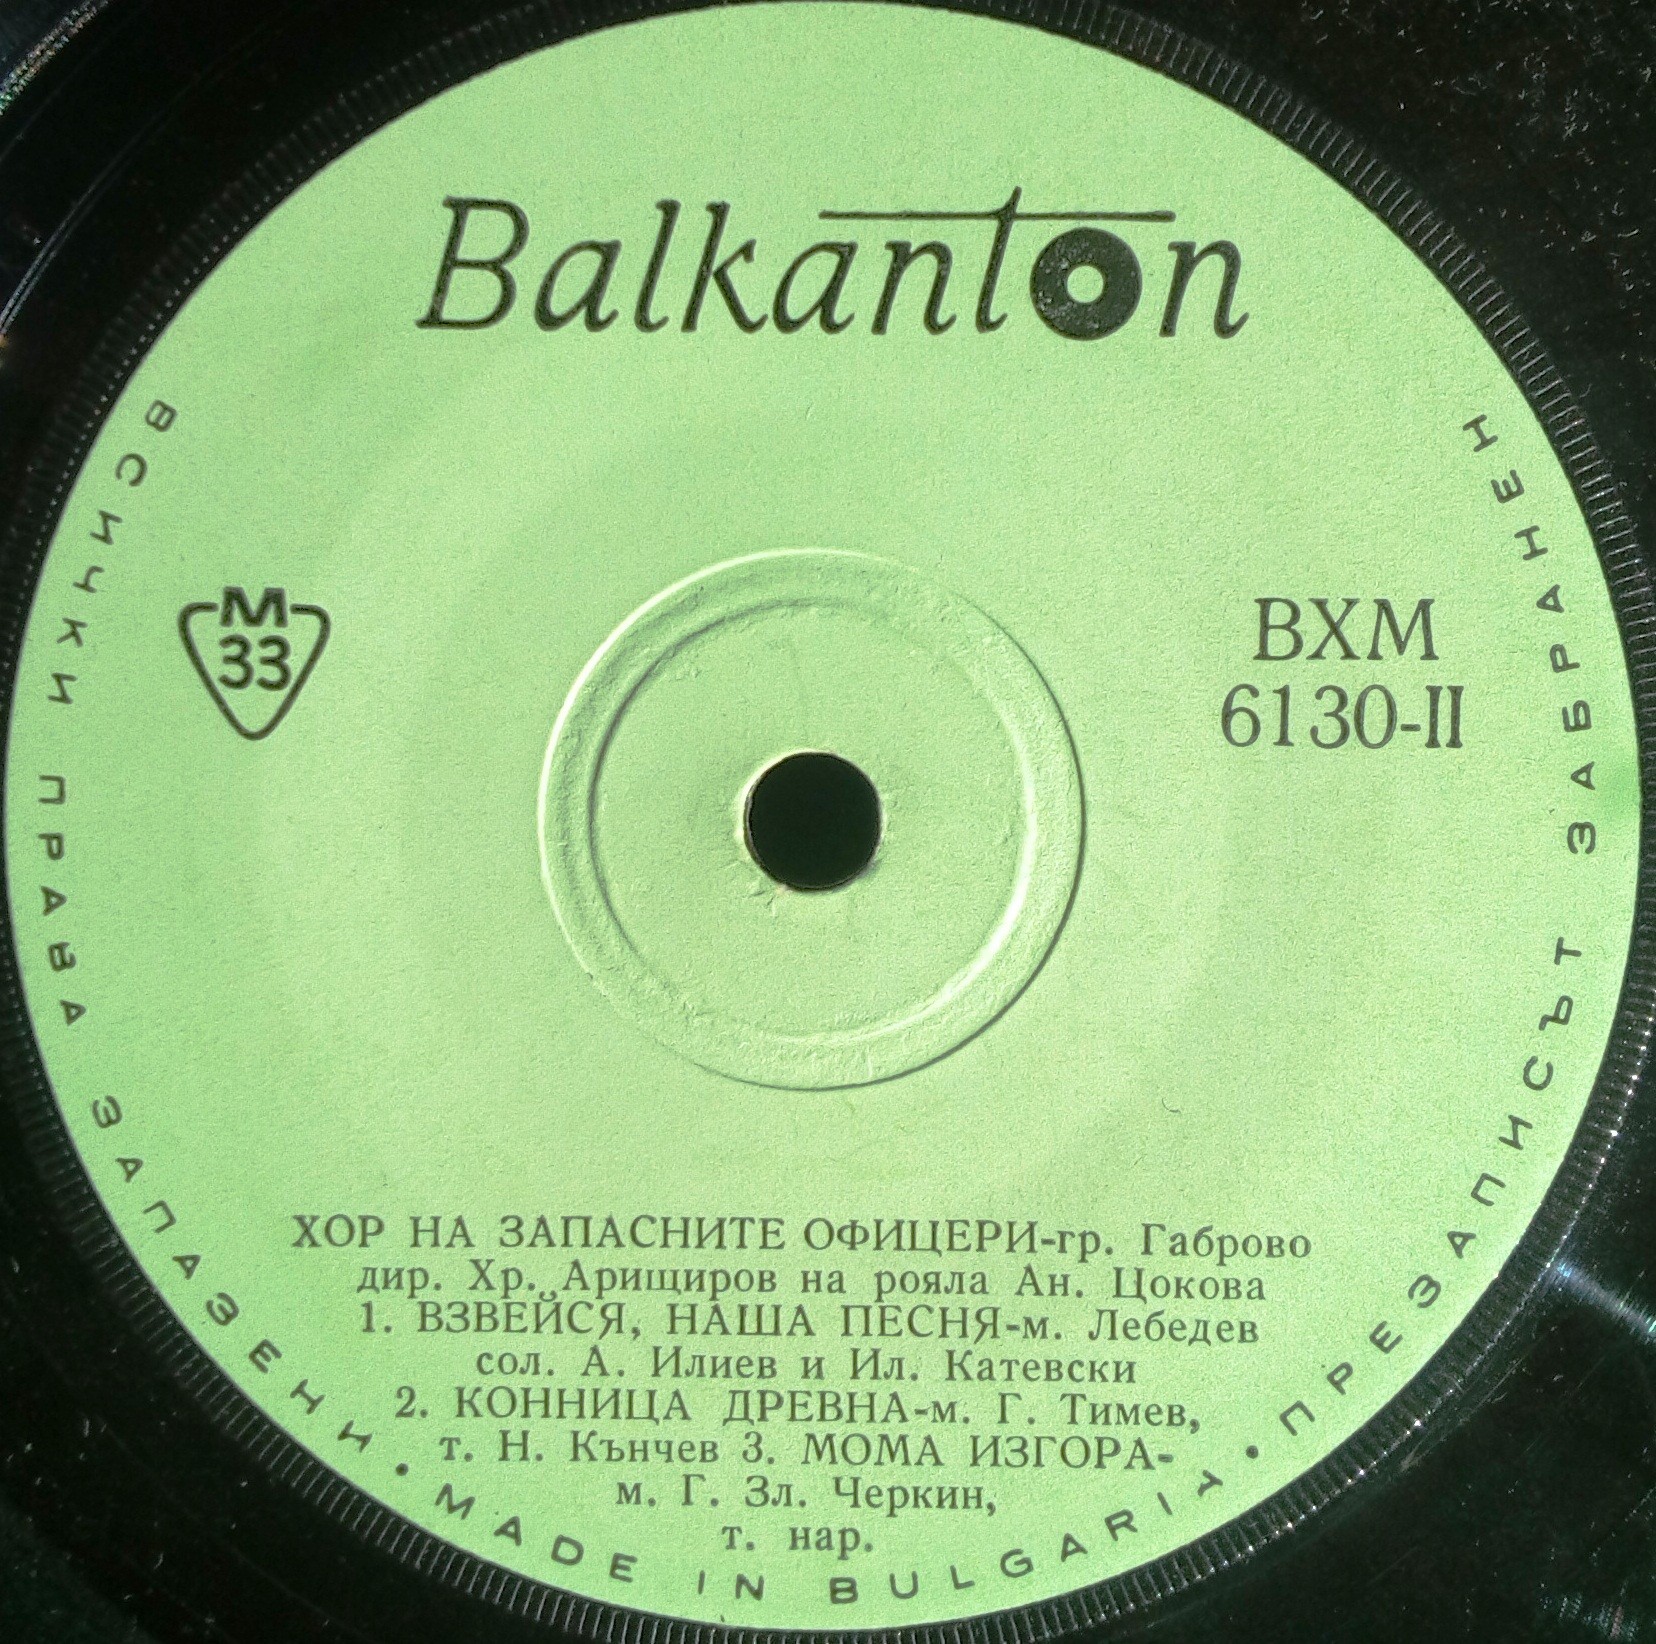 Balkanton
M
33
ВХМ
6130-II
ХОР НА ЗАПАСНИТЕ ОФИЦЕРИ-гр. Габрово
дир. Хр. Арищиров на рояла Ан. Цокова
1. ВЗВЕЙСЯ, НАША ПЕСНЯ-м. Лебедев
сол. А. Илиев и Ил. Катевски
2. КОННИЦА ДРЕВНА-м. Г. Тимев,
т. Н. Кънчев 3. МОМА ИЗГОРА-
м. Г. Зл. Черкин,
т. нар.
ВСИЧКИ ПРАВА ЗАПАЗЕНИ • MADE IN BULGARIY • ПРЕЗАПИСЪТ ЗАБРАНЕН